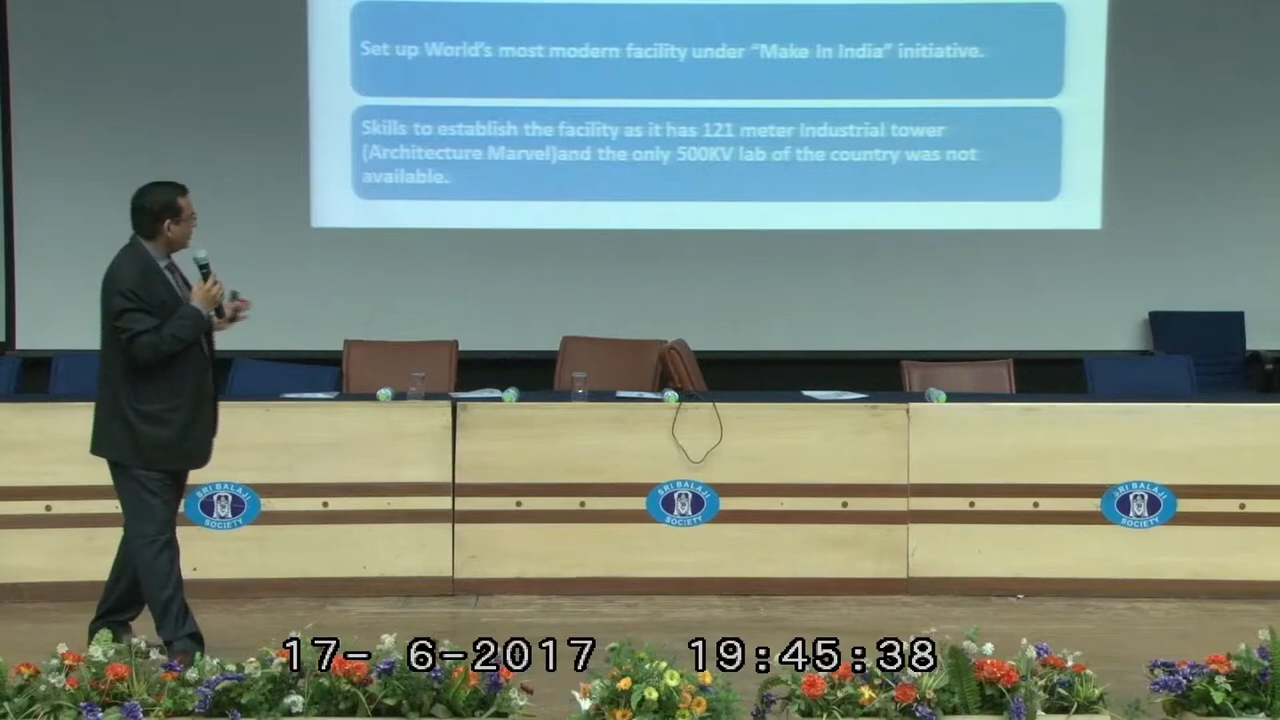 Set up World's most modern facility under "Make In India" initiative.
Skills to establish the facility as it has 121 meter Industrial tower
(Architecture Marvel)and the only 500KV lab of the country was not
available.
SRI BALAJI
SOCIETY
SRI BALAJI
SOCIETY
SRI BALAJI
SOCIETY
17- 6-2017 19:45:38